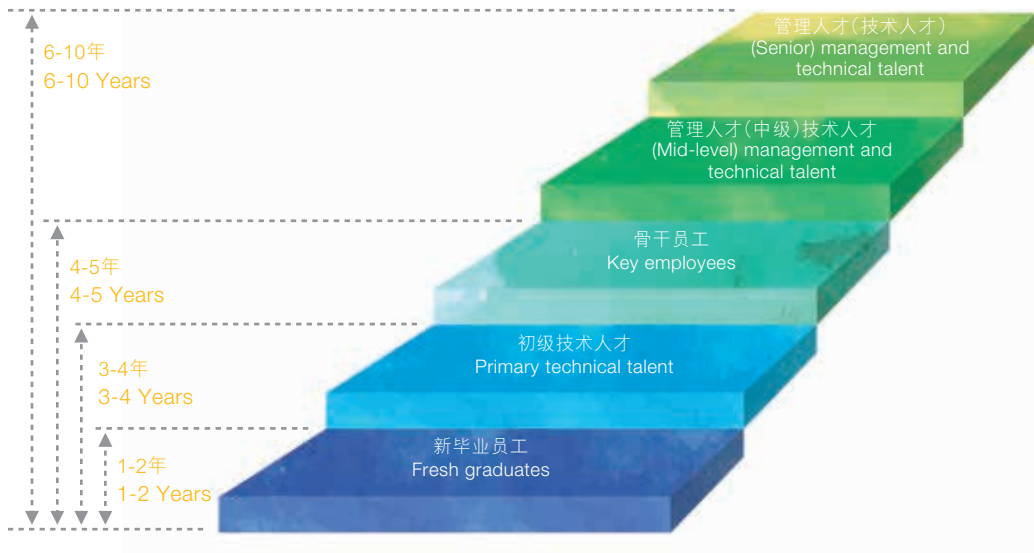 管理人才(技术人才)
(Senior) management and
technical talent
6-10年
6-10 Years
管理人才(中级)技术人才
(Mid-level) management and
technical talent
骨干员工
Key employees
4-5年
4-5 Years
初级技术人才
Primary technical talent
3-4年
3-4 Years
新毕业员工
Fresh graduates
1-2年
1-2 Years